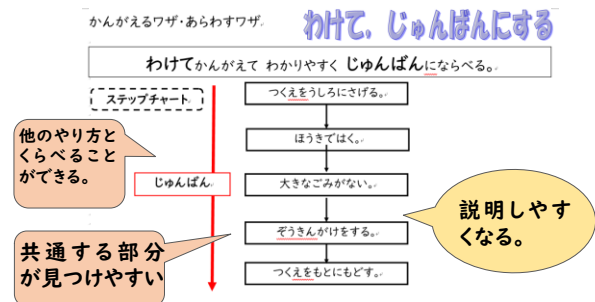 かんがえるワザ・あらわすワザ
わけて，じゅんばんにする
わけてかんがえて わかりやすく じゅんばんにならべる。
ステップチャート
つくえをうしろにさげる。
他のやり方と
くらべること
ができる。
ほうきではく。
じゅんばん
大きなごみがない。
説明しやす
くなる。
共通する部分
が見つけやすい
ぞうきんがけをする。
つくえをもとにもどす。